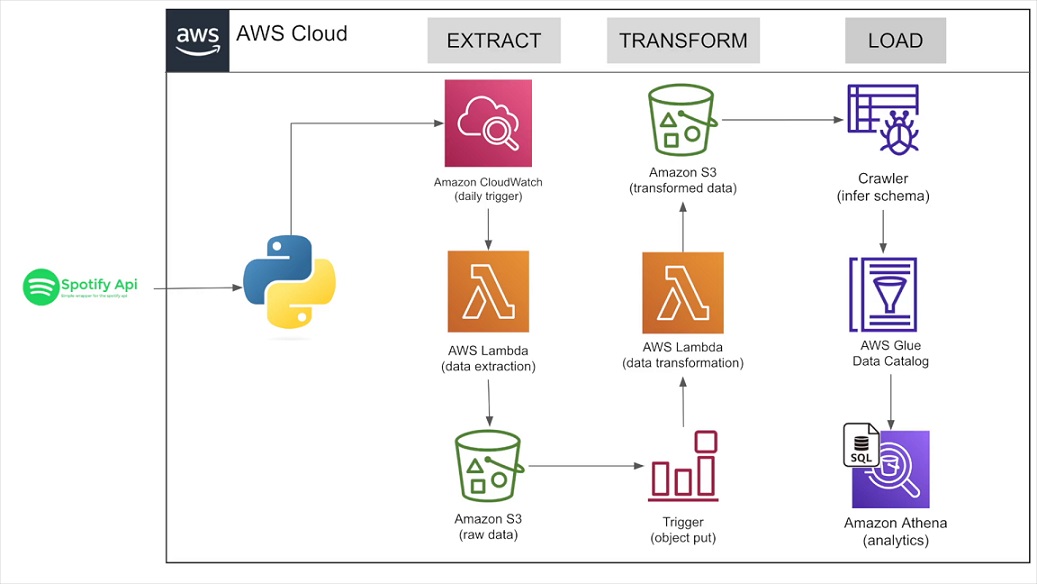 aws
AWS Cloud
EXTRACT
TRANSFORM
LOAD
Amazon CloudWatch
(daily trigger)
Amazon S3
(transformed data)
Crawler
(infer schema)
Spotify Api
Simple wrapper for the spotify api
AWS Lambda
(data extraction)
AWS Lambda
(data transformation)
AWS Glue
Data Catalog
Amazon S3
(raw data)
Trigger
(object put)
SQL
Amazon Athena
(analytics)